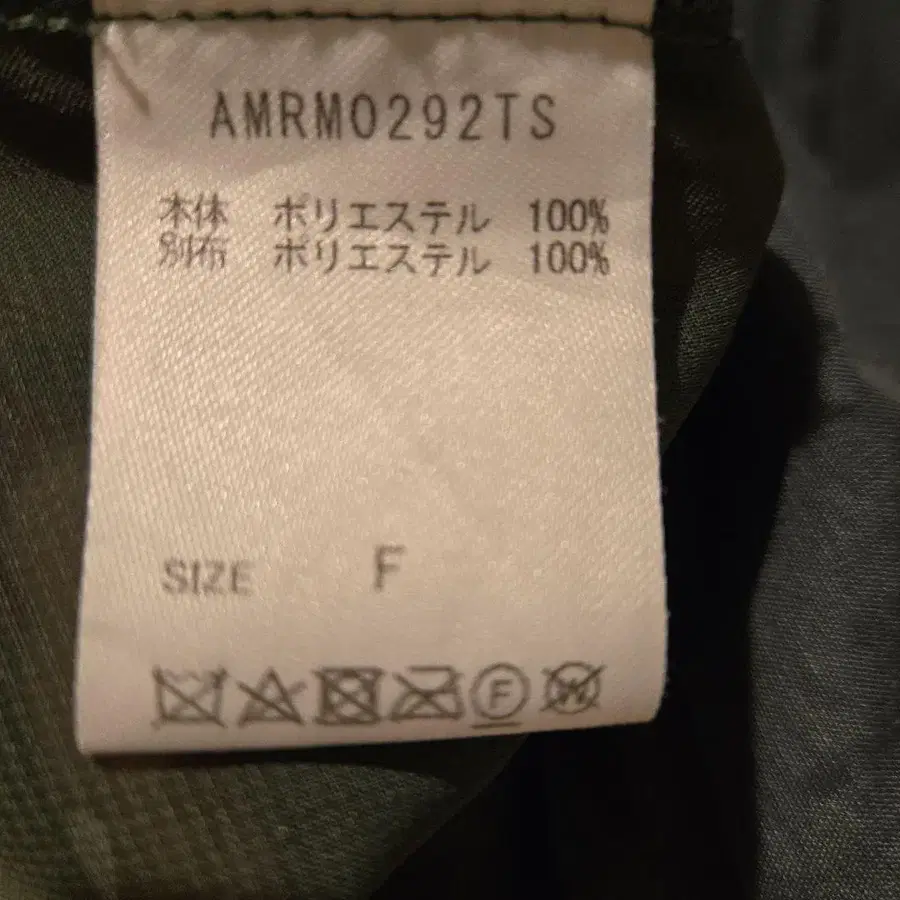 AMRM0292TS
本体 ポリエステル 100%
別布 ポリエステル 100%
SIZE F
F W